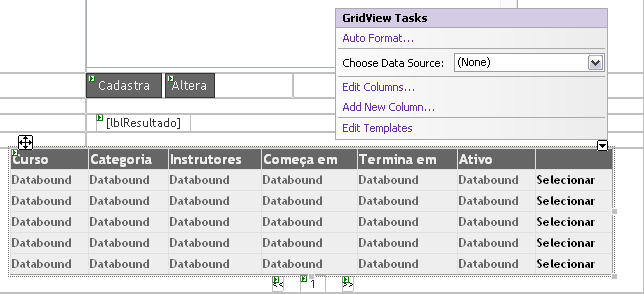 GridView Tasks
Auto Format...
Choose Data Source: (None)
Edit Columns...
Add New Column...
Edit Templates
Cadastra Altera
[lblResultado]
Curso Categoria Instrutores Começa em Termina em Ativo
Databound Databound Databound Databound Databound Databound Selecionar
Databound Databound Databound Databound Databound Databound Selecionar
Databound Databound Databound Databound Databound Databound Selecionar
Databound Databound Databound Databound Databound Databound Selecionar
Databound Databound Databound Databound Databound Databound Selecionar
<< 1 >>